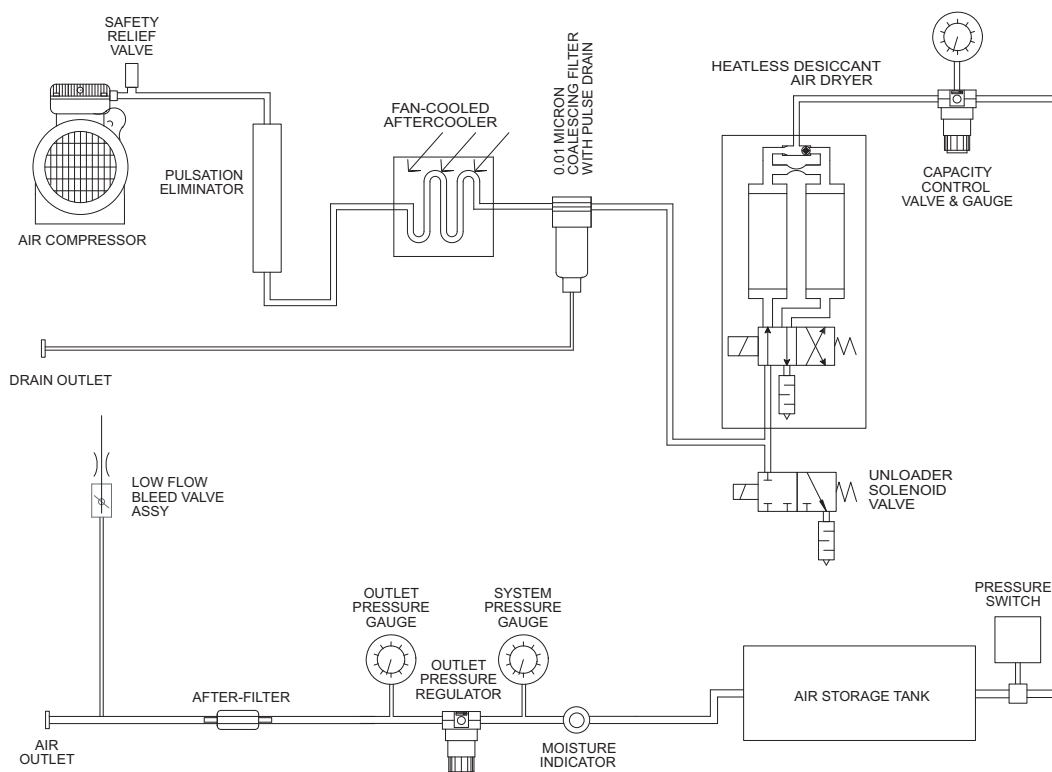 SAFETY
RELIEF
VALVE
AIR COMPRESSOR
PULSATION
ELIMINATOR
FAN-COOLED
AFTERCOOLER
0.01 MICRON
COALESCING FILTER
WITH PULSE DRAIN
HEATLESS DESICCANT
AIR DRYER
CAPACITY
CONTROL
VALVE & GAUGE
DRAIN OUTLET
LOW FLOW
BLEED VALVE
ASSY
UNLOADER
SOLENOID
VALVE
OUTLET
PRESSURE
GAUGE
SYSTEM
PRESSURE
GAUGE
PRESSURE
SWITCH
OUTLET
PRESSURE
REGULATOR
AFTER-FILTER
AIR STORAGE TANK
AIR
OUTLET
MOISTURE
INDICATOR